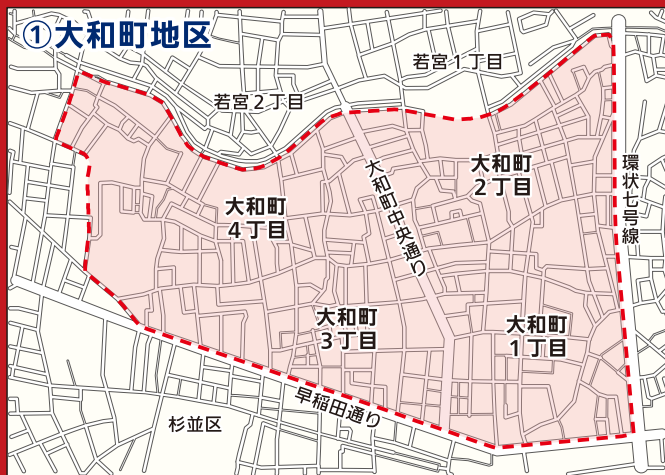 ①大和町地区
若宮1丁目
若宮2丁目
大和町
2丁目
大和町中央通り
環状七号線
大和町
4丁目
大和町
3丁目
大和町
1丁目
早稲田通り
杉並区